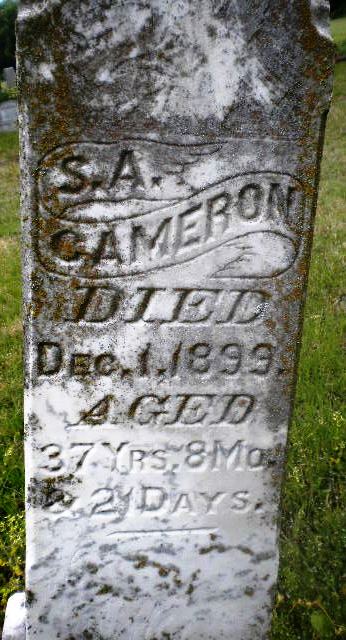 S.A.
CAMERON
DIED
DEC. 1. 1899.
AGED
37 YRS, 8 MO
& 21 DAYS.